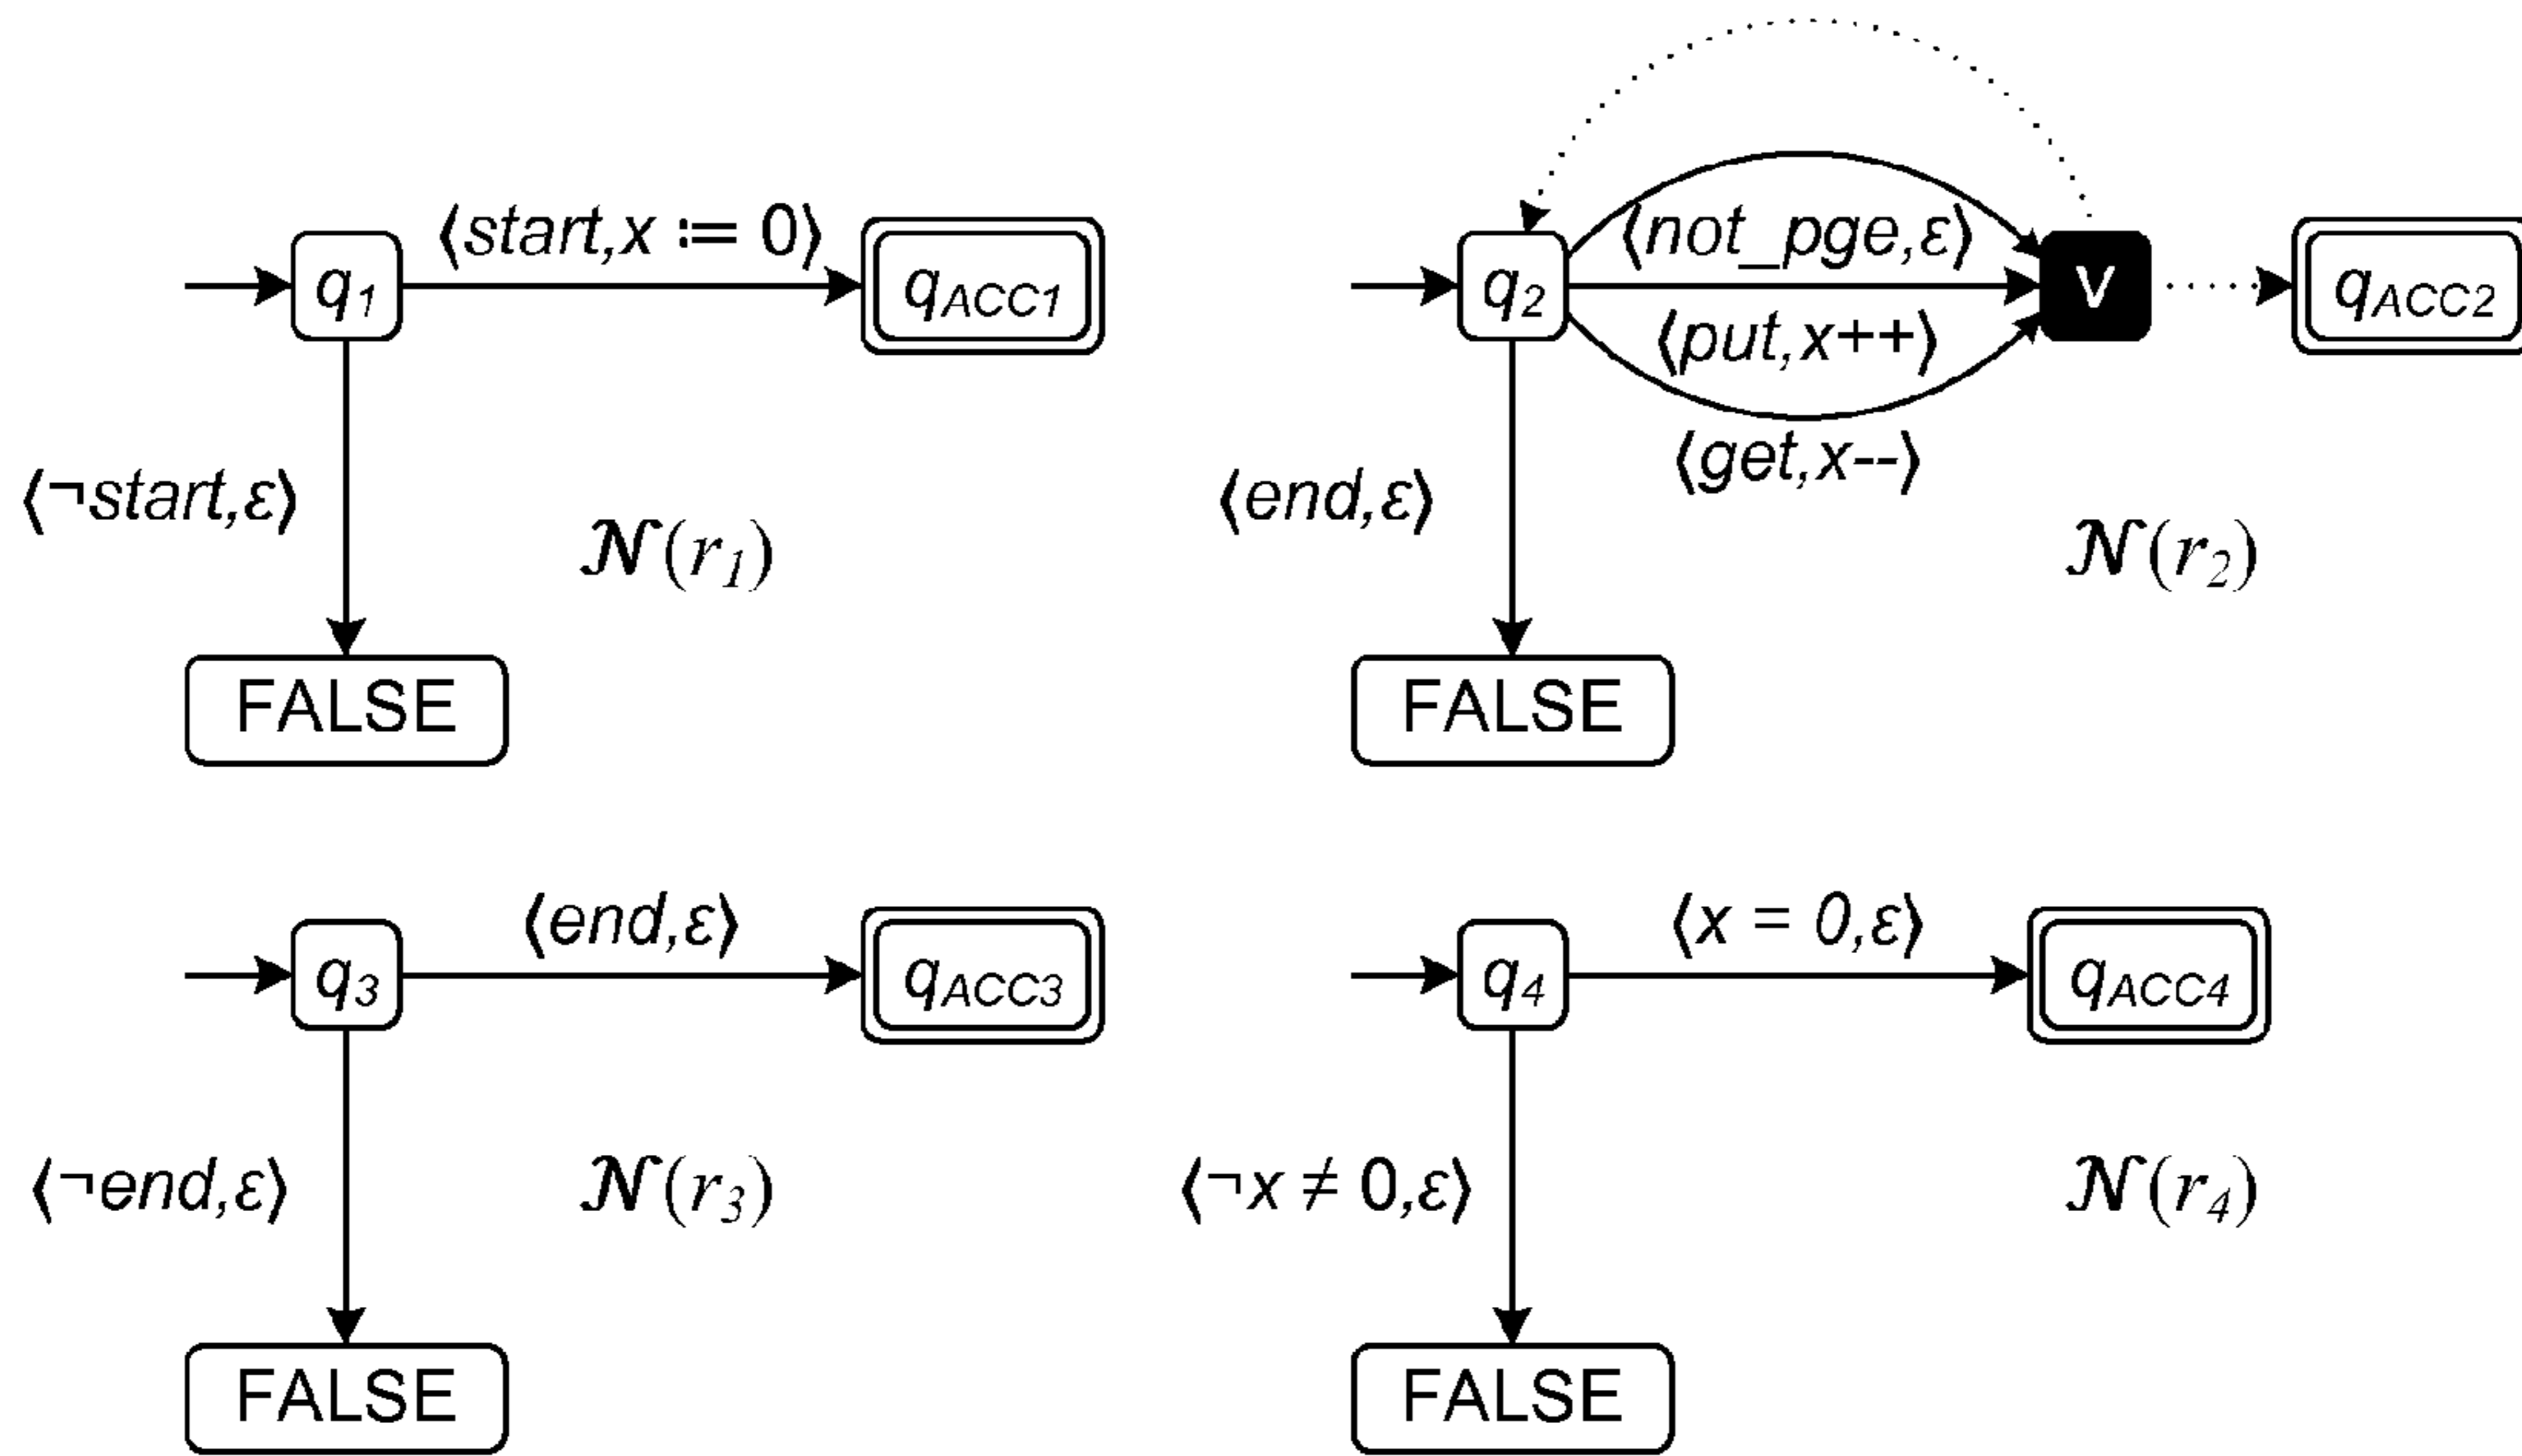 q1
⟨start,x := 0⟩
qACC1
⟨¬start,ε⟩
𝒩(r1)
FALSE
q2
⟨not_pge,ε⟩
⟨put,x++⟩
⟨get,x--⟩
∨
qACC2
⟨end,ε⟩
𝒩(r2)
FALSE
q3
⟨end,ε⟩
qACC3
⟨¬end,ε⟩
𝒩(r3)
FALSE
q4
⟨x = 0,ε⟩
qACC4
⟨¬x ≠ 0,ε⟩
𝒩(r4)
FALSE